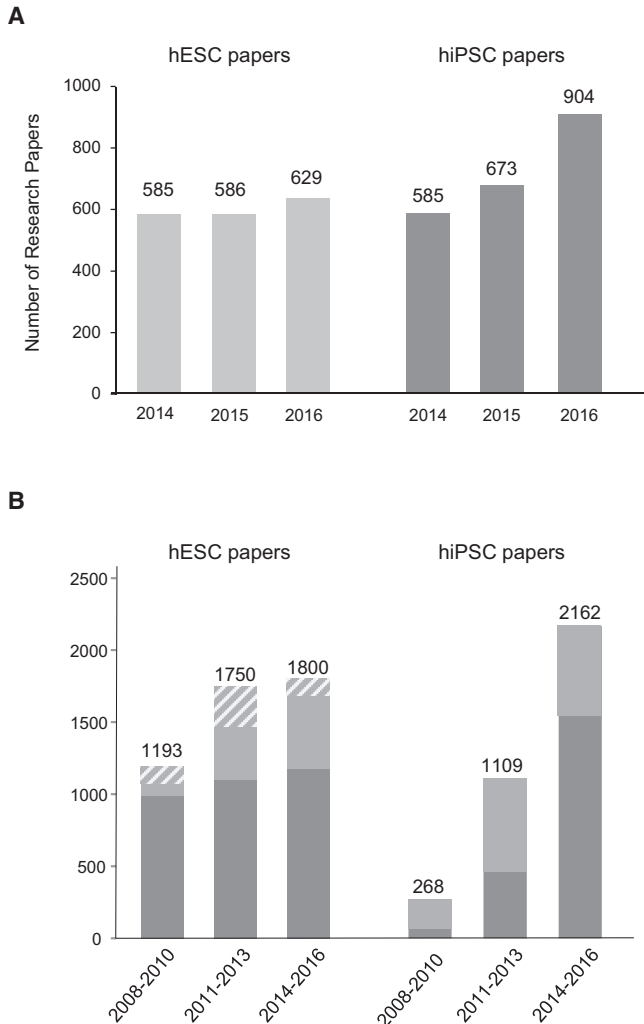 A
hESC papers hiPSC papers
Number of Research Papers
1000
800
600
400
200
0
585 586 629 585 673 904
2014 2015 2016 2014 2015 2016
B
hESC papers hiPSC papers
2500
2000
1500
1000
500
0
1193 1750 1800 268 1109 2162
2008-2010 2011-2013 2014-2016 2008-2010 2011-2013 2014-2016